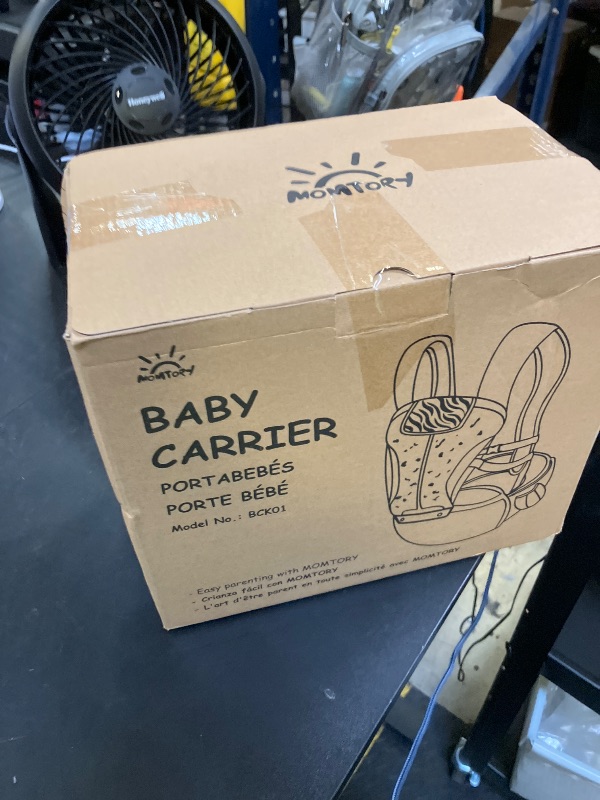 Honeywell
MOMTORY
MOMTORY
BABY
CARRIER
PORTABEBÉS
PORTE BÉBÉ
Model No.: BCK01
- Easy parenting with MOMTORY
- Crianza fácil con MOMTORY
- L'art d'être parent en toute simplicité avec MOMTORY